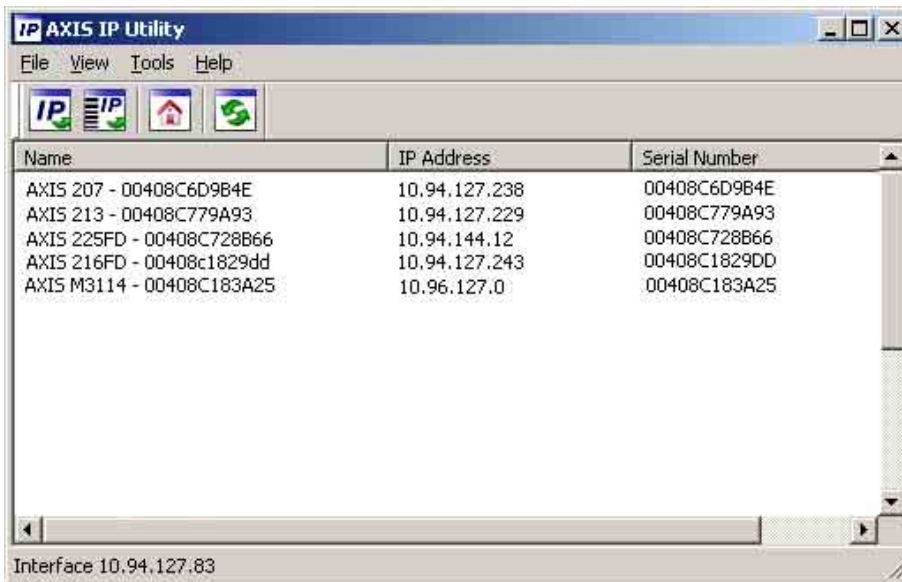 IP AXIS IP Utility
File View Tools Help
IP IP
Name IP Address Serial Number
AXIS 207 - 00408C6D9B4E 10.94.127.238 00408C6D9B4E
AXIS 213 - 00408C779A93 10.94.127.229 00408C779A93
AXIS 225FD - 00408C728B66 10.94.144.12 00408C728B66
AXIS 216FD - 00408c1829dd 10.94.127.243 00408C1829DD
AXIS M3114 - 00408C183A25 10.96.127.0 00408C183A25
Interface 10.94.127.83